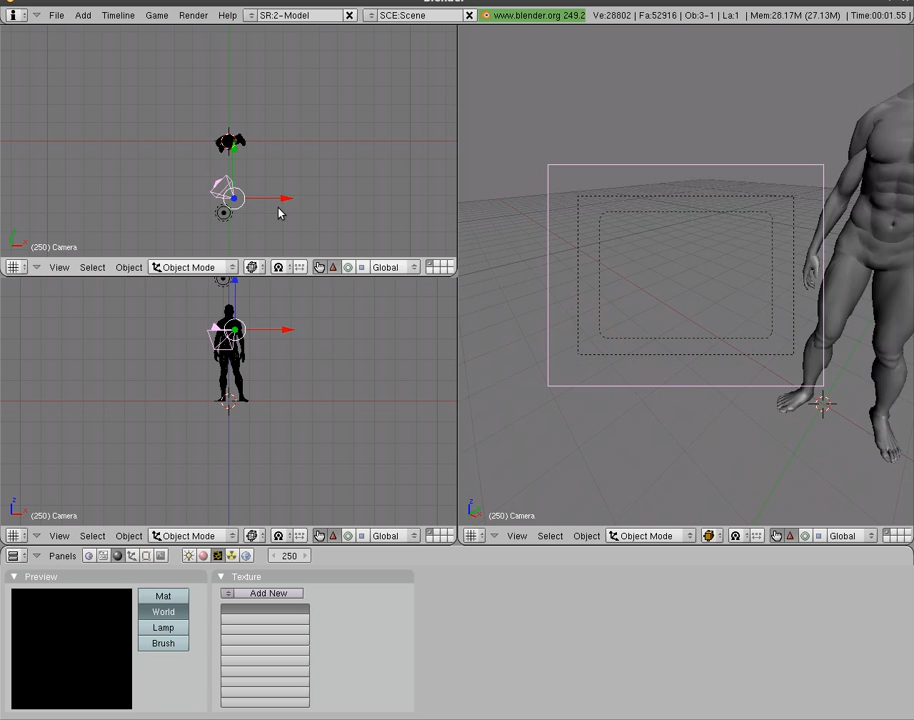 File Add Timeline Game Render Help SR:2-Model SCE:Scene www.blender.org 249.2 Ve:28802 | Fa:52916 | Ob:3-1 | La:1 | Mem:28.17M (27.13M) | Time:00:01.55 |
(250) Camera
View Select Object Object Mode Global
(250) Camera
(250) Camera
View Select Object Object Mode Global
View Select Object Object Mode Global
Panels 250
Preview
Texture
Mat
World
Lamp
Brush
Add New